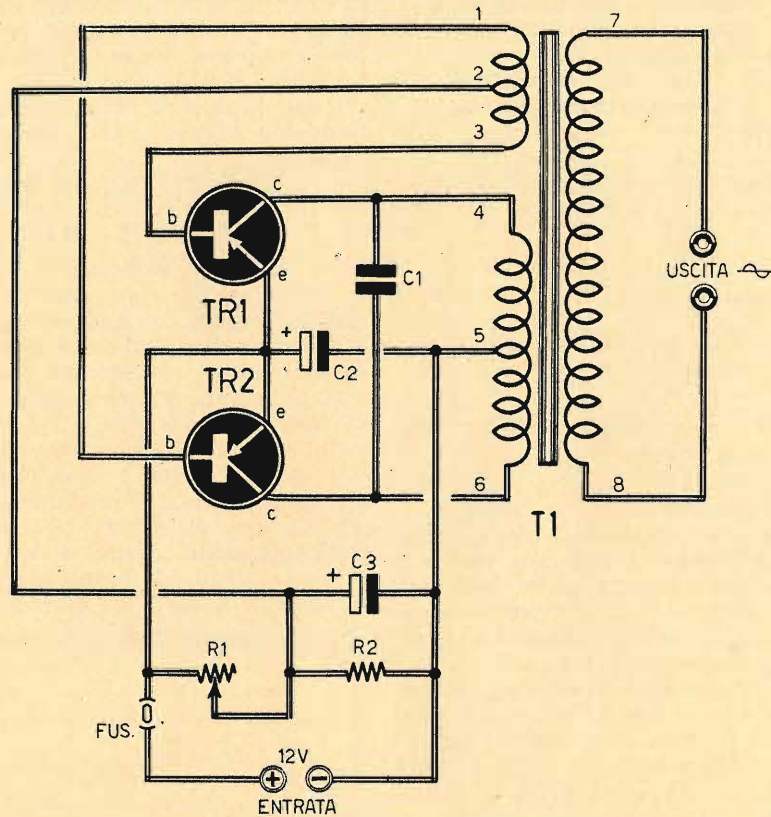 1
7
2
3
c
4
b
C1
USCITA
e
TR1
+
5
C2
TR2
e
b
6
8
c
T1
+ C3
R1
R2
FUS.
12V
+ −
ENTRATA